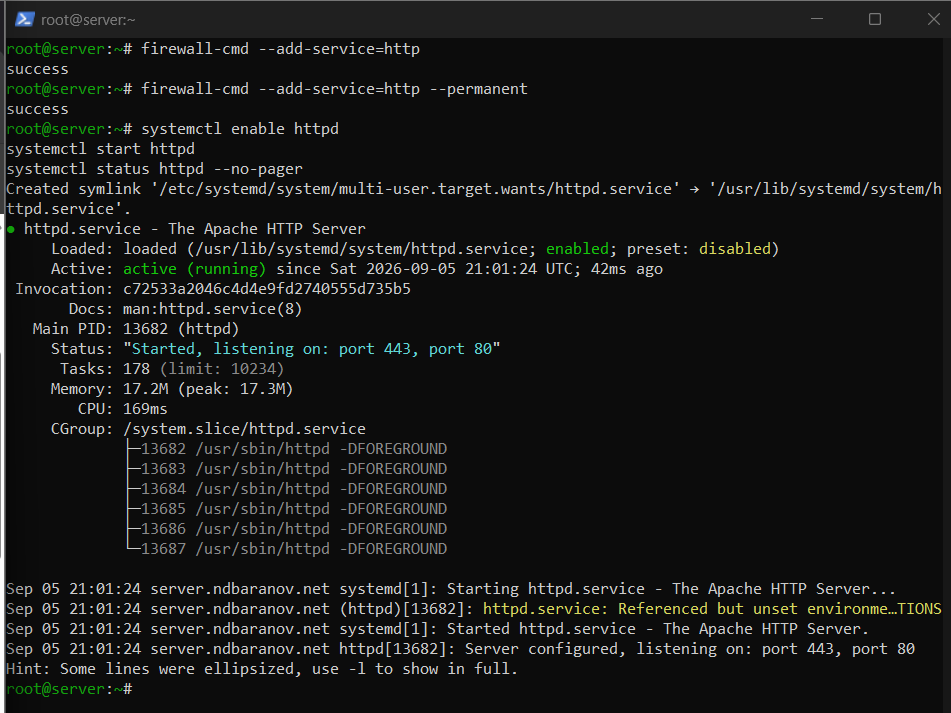 root@server:~
root@server:~# firewall-cmd --add-service=http
success
root@server:~# firewall-cmd --add-service=http --permanent
success
root@server:~# systemctl enable httpd
systemctl start httpd
systemctl status httpd --no-pager
Created symlink '/etc/systemd/system/multi-user.target.wants/httpd.service' → '/usr/lib/systemd/system/h
ttpd.service'.
● httpd.service - The Apache HTTP Server
     Loaded: loaded (/usr/lib/systemd/system/httpd.service; enabled; preset: disabled)
     Active: active (running) since Sat 2026-09-05 21:01:24 UTC; 42ms ago
 Invocation: c72533a2046c4d4e9fd2740555d735b5
       Docs: man:httpd.service(8)
   Main PID: 13682 (httpd)
     Status: "Started, listening on: port 443, port 80"
      Tasks: 178 (limit: 10234)
     Memory: 17.2M (peak: 17.3M)
        CPU: 169ms
     CGroup: /system.slice/httpd.service
             ├─13682 /usr/sbin/httpd -DFOREGROUND
             ├─13683 /usr/sbin/httpd -DFOREGROUND
             ├─13684 /usr/sbin/httpd -DFOREGROUND
             ├─13685 /usr/sbin/httpd -DFOREGROUND
             ├─13686 /usr/sbin/httpd -DFOREGROUND
             └─13687 /usr/sbin/httpd -DFOREGROUND
Sep 05 21:01:24 server.ndbaranov.net systemd[1]: Starting httpd.service - The Apache HTTP Server...
Sep 05 21:01:24 server.ndbaranov.net (httpd)[13682]: httpd.service: Referenced but unset environme…TIONS
Sep 05 21:01:24 server.ndbaranov.net systemd[1]: Started httpd.service - The Apache HTTP Server.
Sep 05 21:01:24 server.ndbaranov.net httpd[13682]: Server configured, listening on: port 443, port 80
Hint: Some lines were ellipsized, use -l to show in full.
root@server:~#